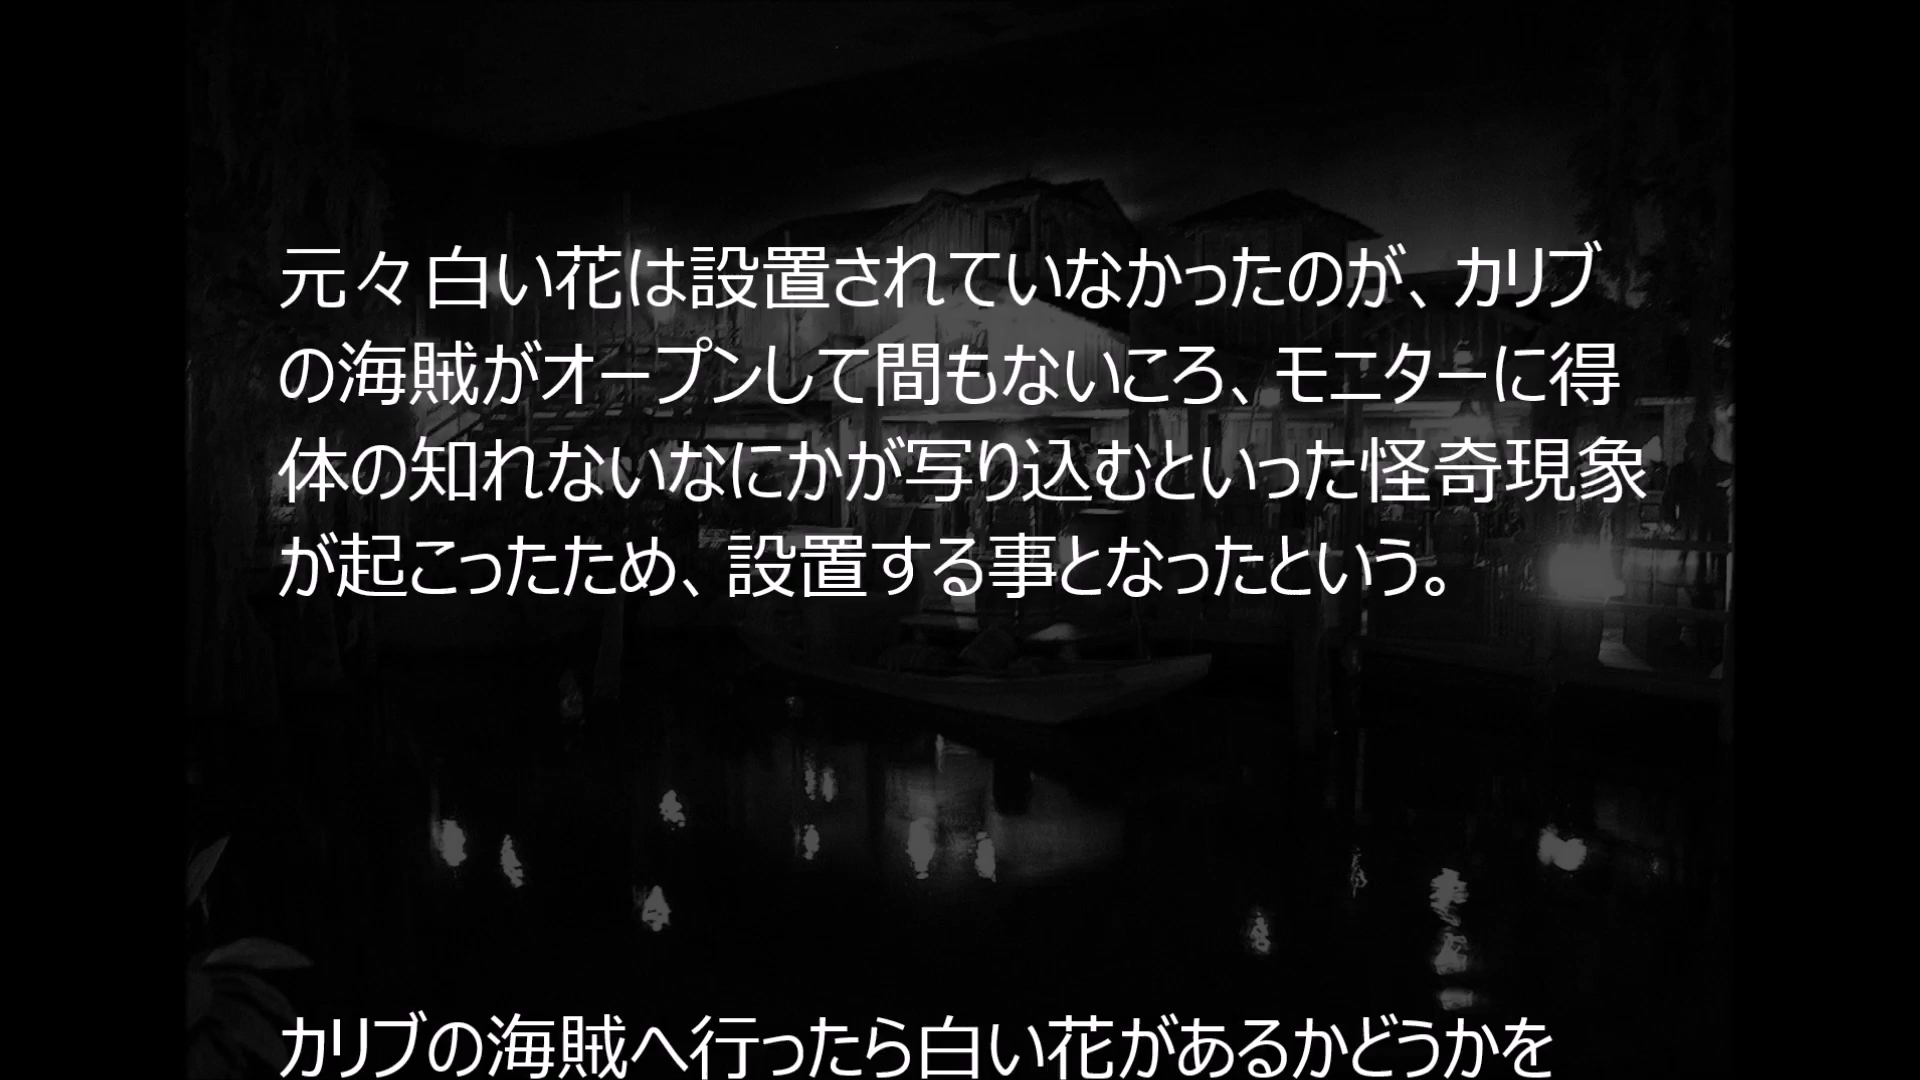 元々白い花は設置されていなかったのが、カリブ
の海賊がオープンして間もないころ、モニターに得
体の知れないなにかが写り込むといった怪奇現象
が起こったため、設置する事となったという。
カリブの海賊へ行ったら白い花があるかどうかを